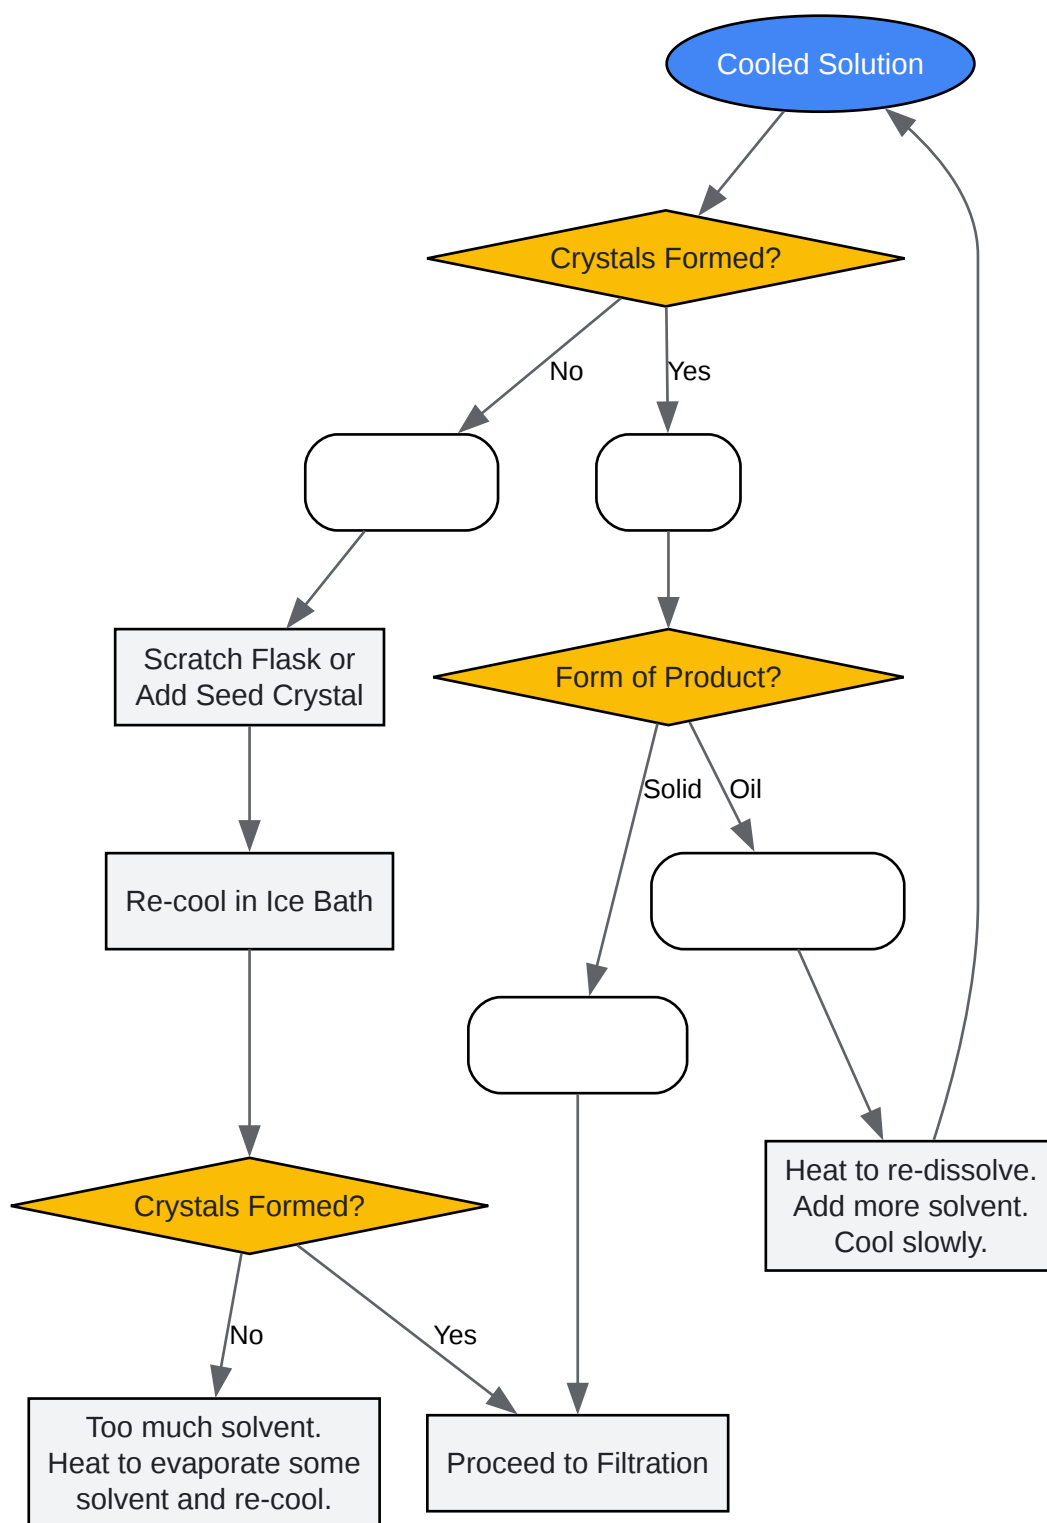 Cooled Solution
Crystals Formed?
No
Yes
Scratch Flask or
Add Seed Crystal
Form of Product?
Solid
Oil
Re-cool in Ice Bath
Heat to re-dissolve.
Add more solvent.
Cool slowly.
Crystals Formed?
No
Yes
Too much solvent.
Heat to evaporate some
solvent and re-cool.
Proceed to Filtration